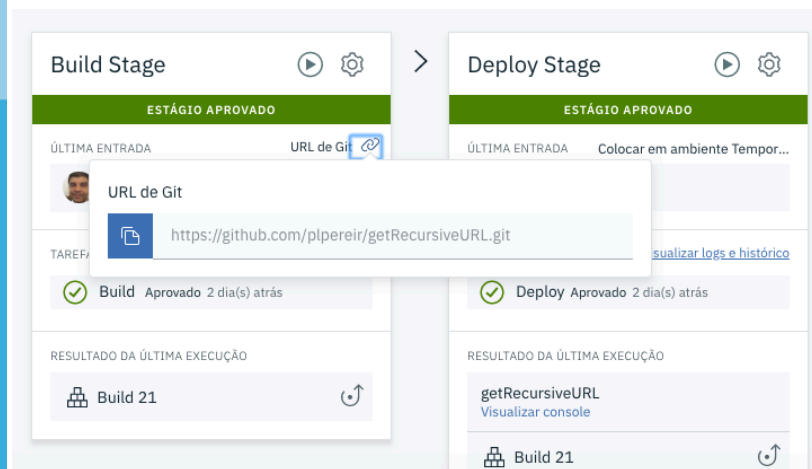 Build Stage
ESTÁGIO APROVADO
ÚLTIMA ENTRADA URL de Git
URL de Git
https://github.com/plpereir/getRecursiveURL.git
Build Aprovado 2 dia(s) atrás
RESULTADO DA ÚLTIMA EXECUÇÃO
Build 21
Deploy Stage
ESTÁGIO APROVADO
ÚLTIMA ENTRADA Colocar em ambiente Tempor...
sualizar logs e histórico
Deploy Aprovado 2 dia(s) atrás
RESULTADO DA ÚLTIMA EXECUÇÃO
getRecursiveURL
Visualizar console
Build 21